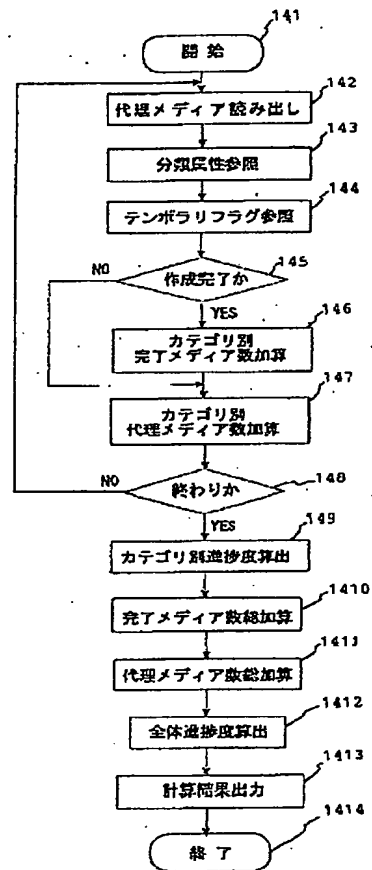 141
開始
142
代理メディア読み出し
143
分類属性参照
144
テンポラリフラグ参照
145
NO
作成完了か
YES
146
カテゴリ別
完了メディア数加算
147
カテゴリ別
代理メディア数加算
148
NO
終わりか
YES
149
カテゴリ別進捗度算出
1410
完了メディア数総加算
1411
代理メディア数総加算
1412
全体進捗度算出
1413
計算結果出力
1414
終了